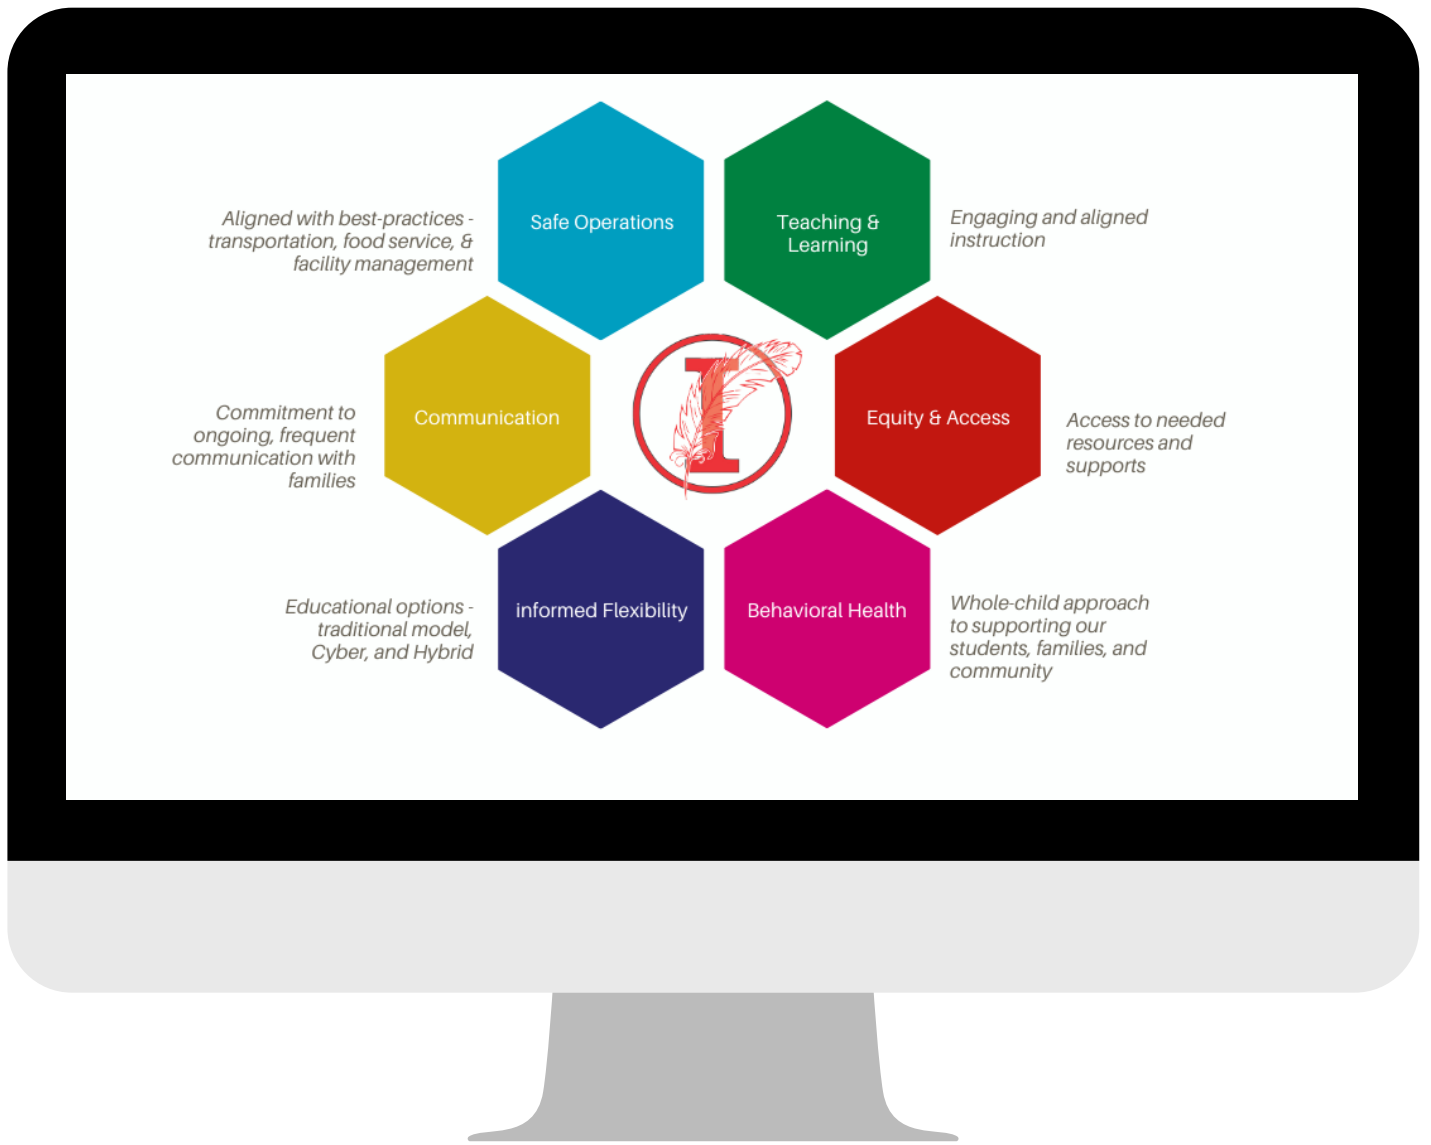 Aligned with best-practices -
transportation, food service, &
facility management
Safe Operations
Teaching &
Learning
Engaging and aligned
instruction
Commitment to
ongoing, frequent
communication with
families
Communication
I
Equity & Access
Access to needed
resources and
supports
Educational options -
traditional model,
Cyber, and Hybrid
informed Flexibility
Behavioral Health
Whole-child approach
to supporting our
students, families, and
community